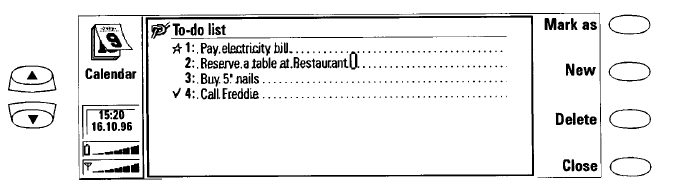 To-do list
1: Pay electricity bill
2: Reserve a table at Restaurant
3: Buy 5" nails
✓ 4: Call Freddie
Calendar
15:20
16.10.96
Mark as
New
Delete
Close